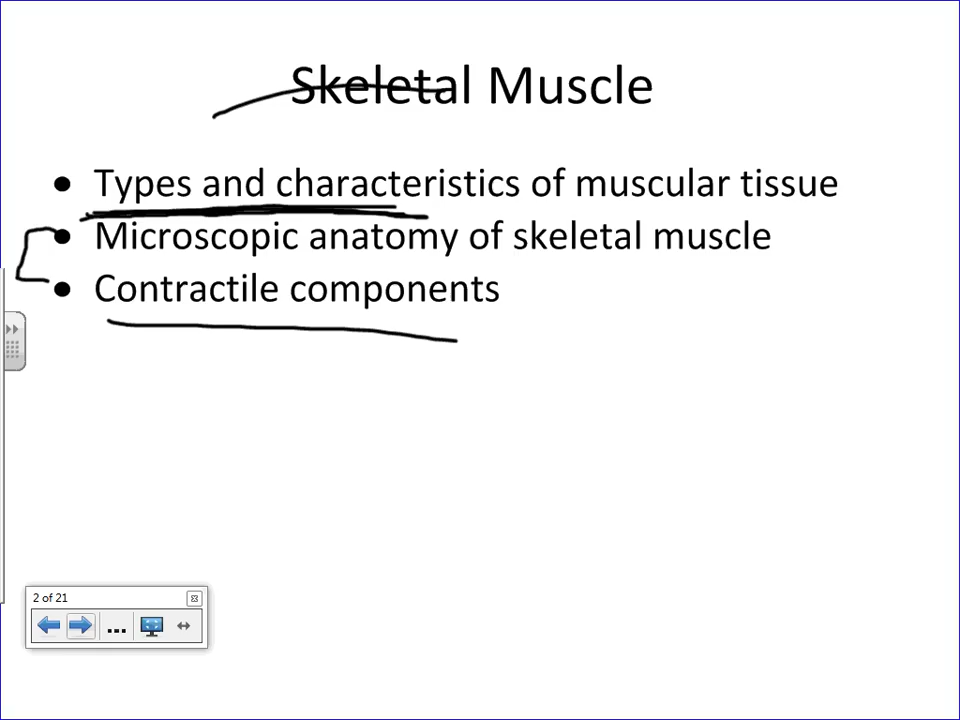 Skeletal Muscle
• Types and characteristics of muscular tissue
• Microscopic anatomy of skeletal muscle
• Contractile components
2 of 21
...